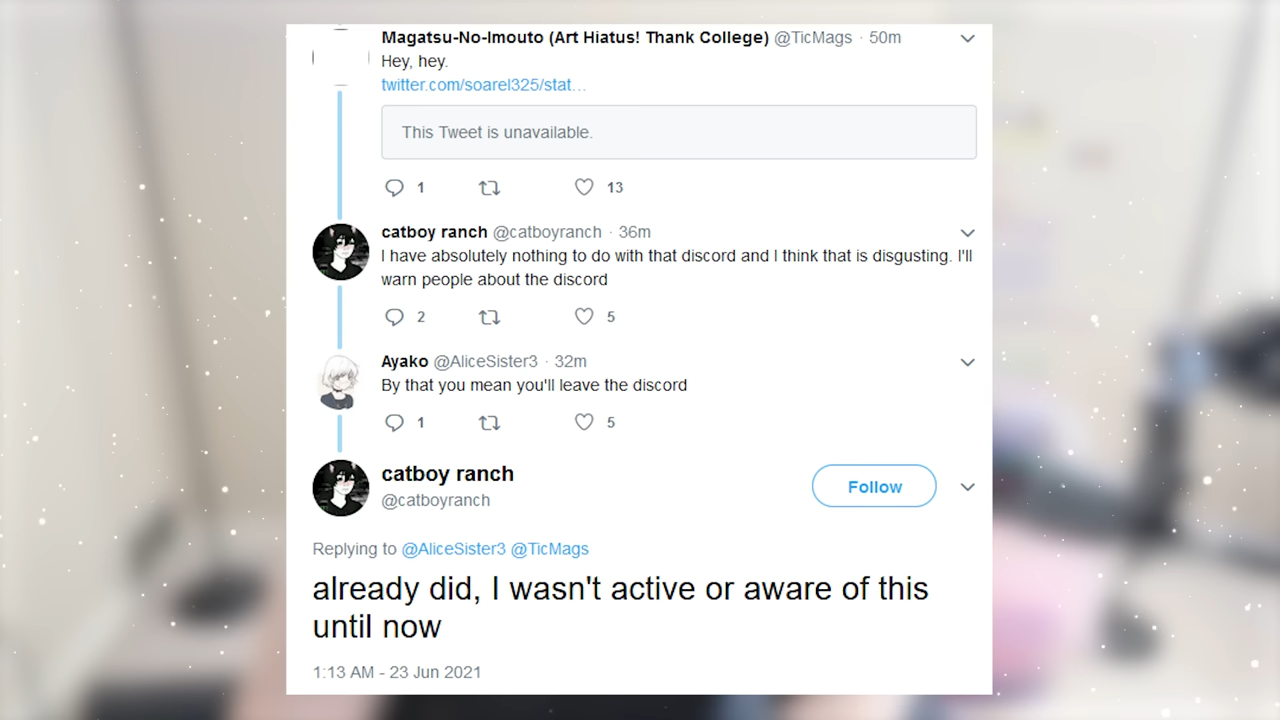 Magatsu-No-Imouto (Art Hiatus! Thank College) @TicMags · 50m
Hey, hey.
twitter.com/soarel325/stat…
This Tweet is unavailable.
1 13
catboy ranch @catboyranch · 36m
I have absolutely nothing to do with that discord and I think that is disgusting. I'll
warn people about the discord
2 5
Ayako @AliceSister3 · 32m
By that you mean you'll leave the discord
1 5
catboy ranch
@catboyranch
Follow
Replying to @AliceSister3 @TicMags
already did, I wasn't active or aware of this
until now
1:13 AM - 23 Jun 2021